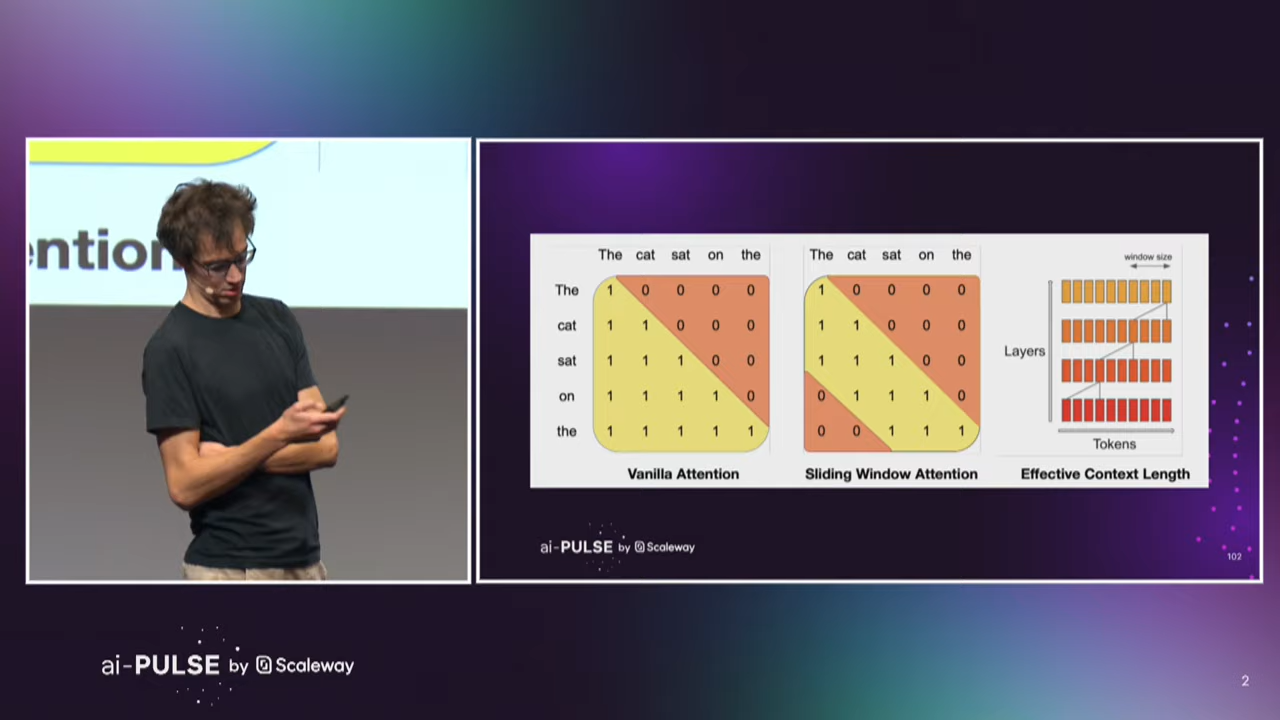 ention
The cat sat on the
The 1 0 0 0 0
cat 1 1 0 0 0
sat 1 1 1 0 0
on 1 1 1 1 0
the 1 1 1 1 1
Vanilla Attention
The cat sat on the
1 0 0 0 0
1 1 0 0 0
1 1 1 0 0
0 1 1 1 0
0 0 1 1 1
Sliding Window Attention
window size
Layers
Tokens
Effective Context Length
ai-PULSE by Scaleway
102
ai-PULSE by Scaleway
2